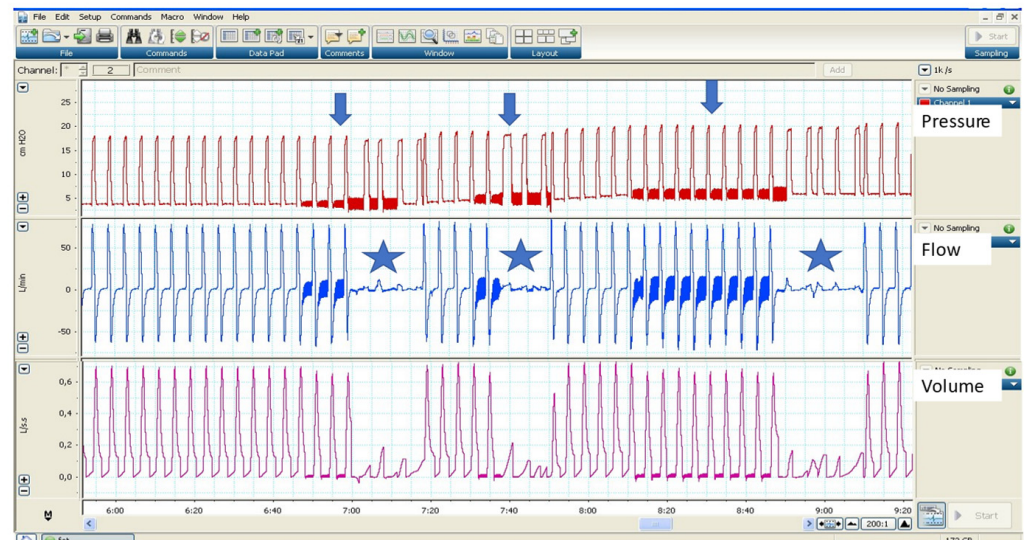 File Edit Setup Commands Macro Window Help
File Commands Data Pad Comments Window Layout
Start
Sampling
Channel: 2 Comment Add
1k /s
No Sampling
Channel 1
Pressure
25
20
15
10
5
cm H2O
No Sampling
Flow
50
0
-50
L/min
Volume
0,6
0,4
0,2
0,0
L/s.s
6:00 6:20 6:40 7:00 7:20 7:40 8:00 8:20 8:40 9:00 9:20
200:1
Start